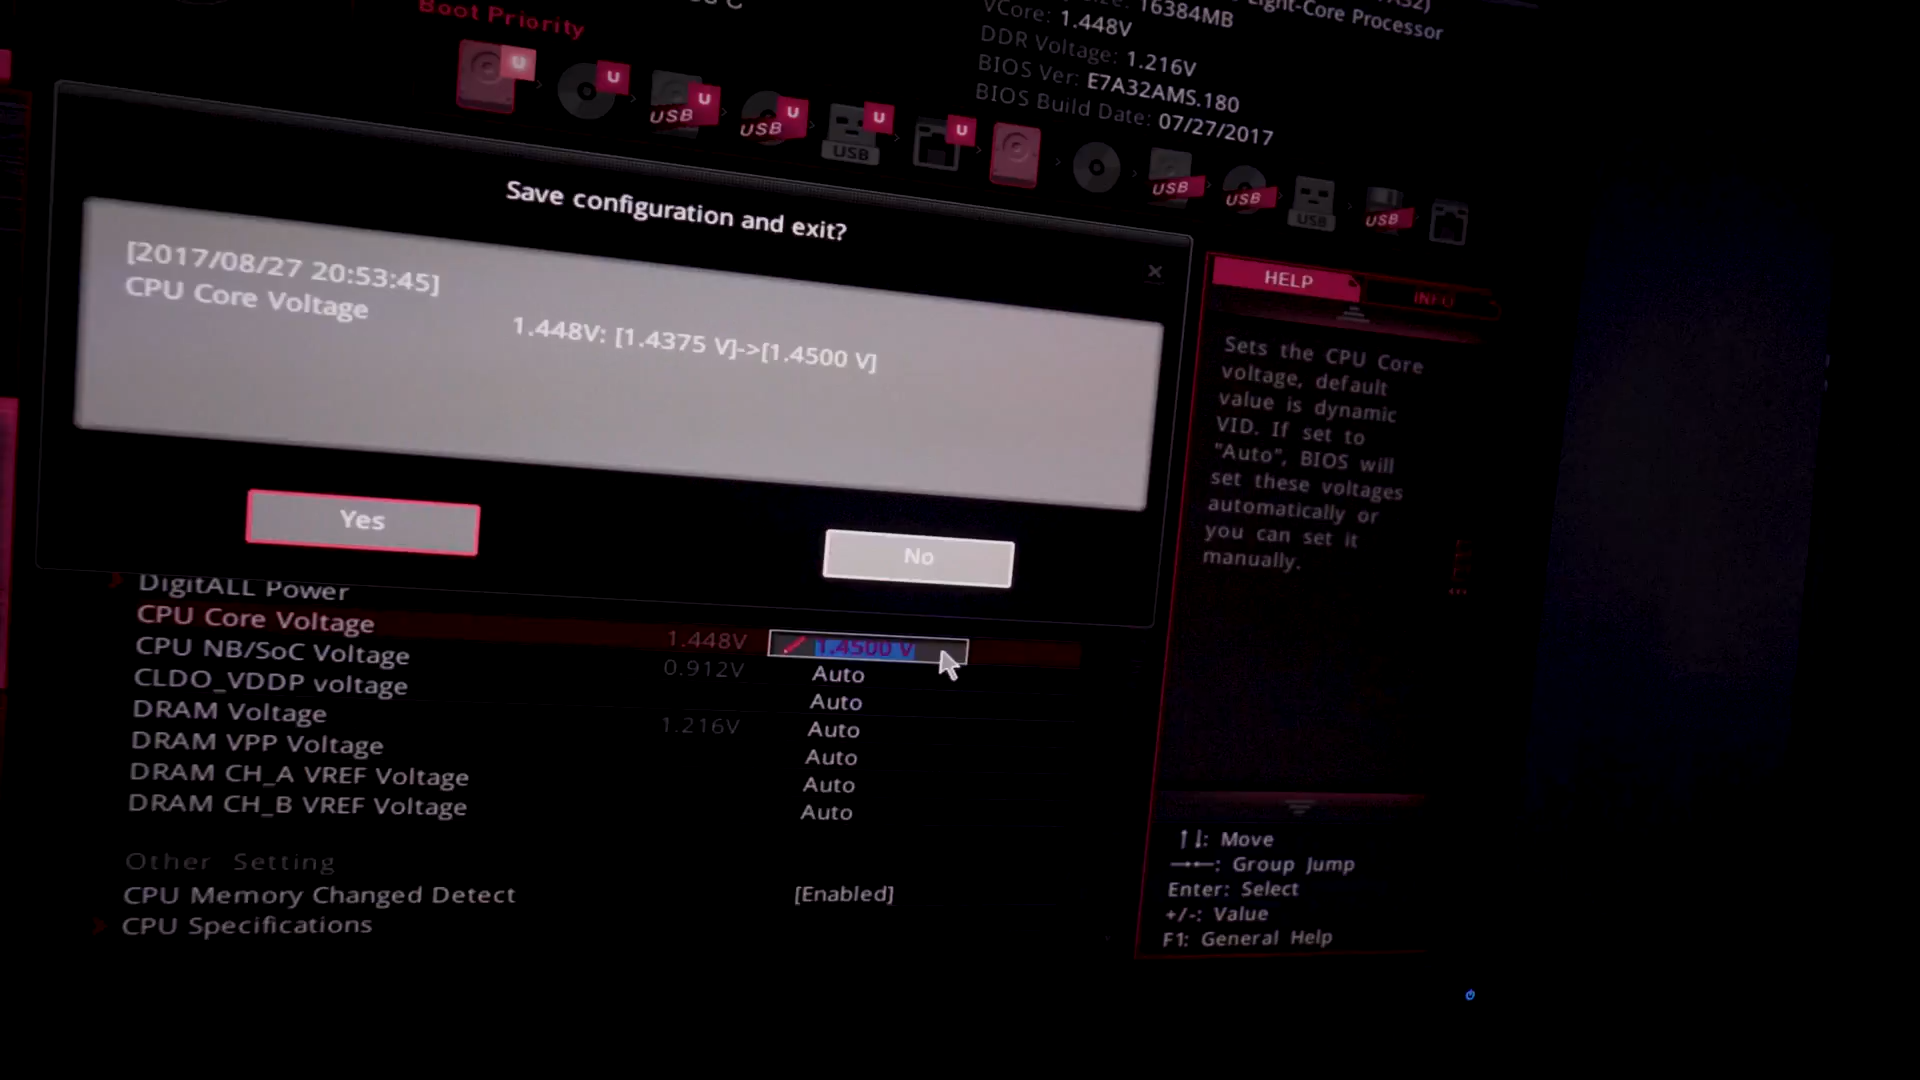 Boot Priority
16384MB
Eight-Core Processor
VCore: 1.448V
DDR Voltage: 1.216V
BIOS Ver: E7A32AMS.180
BIOS Build Date: 07/27/2017
U
U
U
U
U
U
USB
USB
USB
USB
USB
USB
USB
Save configuration and exit?
[2017/08/27 20:53:45]
CPU Core Voltage
1.448V: [1.4375 V]->[1.4500 V]
Yes
No
HELP
INFO
Sets the CPU Core
voltage, default
value is dynamic
VID. If set to
"Auto", BIOS will
set these voltages
automatically or
you can set it
manually.
DigitALL Power
CPU Core Voltage 1.448V 1.4500 V
CPU NB/SoC Voltage 0.912V Auto
CLDO_VDDP voltage Auto
DRAM Voltage 1.216V Auto
DRAM VPP Voltage Auto
DRAM CH_A VREF Voltage Auto
DRAM CH_B VREF Voltage Auto
Other Setting
CPU Memory Changed Detect [Enabled]
CPU Specifications
↑↓: Move
→←: Group Jump
Enter: Select
+/-: Value
F1: General Help